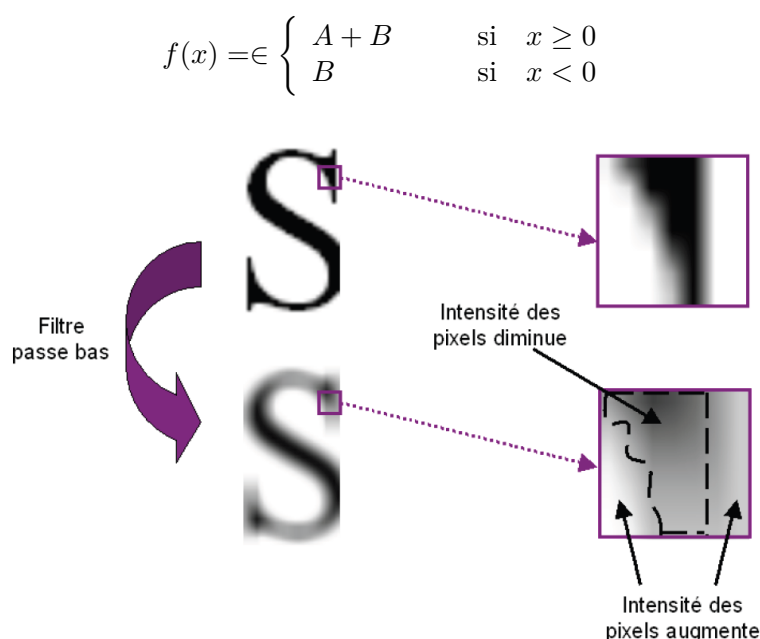 f(x) =∈ { A + B si x ≥ 0
B si x < 0
S
Filtre
passe bas
Intensité des
pixels diminue
S
Intensité des
pixels augmente